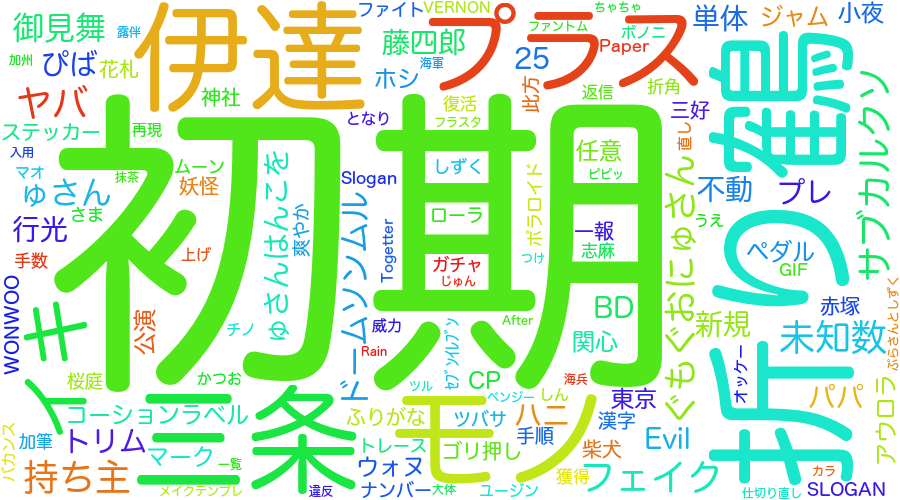 ファイト
VERNON
ちゃちゃ
ファントム
ボノニ
単体
ジャム
小夜
御見舞
露伴
伊達
プラス
藤四郎
海軍
Paper
25
加州
ぴば
花札
ホシ
此方
折角
鶴
ヤバ
神社
復活
返信
三好
ステッカー
再現
となり
フラスタ
直し
サブカルクソ
初期
入用
ムーン
ゅさんはんこを
しずく
任意
マオ
抹茶
妖怪
Slogan
ポラロイド
ピピッ
不動
プレ
ゅさん
さま
爽やか
ローラ
ぐもぐおにゅさん
うえ
折り
行光
Togetter
一報
志麻
ペダル
手数
上げ
ドームソンムル
ガチャ
つけ
GIF
じゅん
WONWOO
公演
チノ
威力
セブンイレブン
After
BD
新規
赤塚
ぷらさんとしずく
イキ
Rain
関心
未知数
桜庭
かつお
ツル
CP
海兵
オッケー
三条
モン
ベンジー
しん
東京
パパ
アウロラ
コーションラベル
ふりがな
ツバサ
ハニ
漢字
バカンス
加筆
トリム
手順
Evil
トレース
ゴリ押し
柴犬
マーク
一覧
ウォヌ
獲得
フェイク
カラ
持ち主
メイクテンプレ
違反
ナンバー
大体
ユージン
仕切り直し
SLOGAN